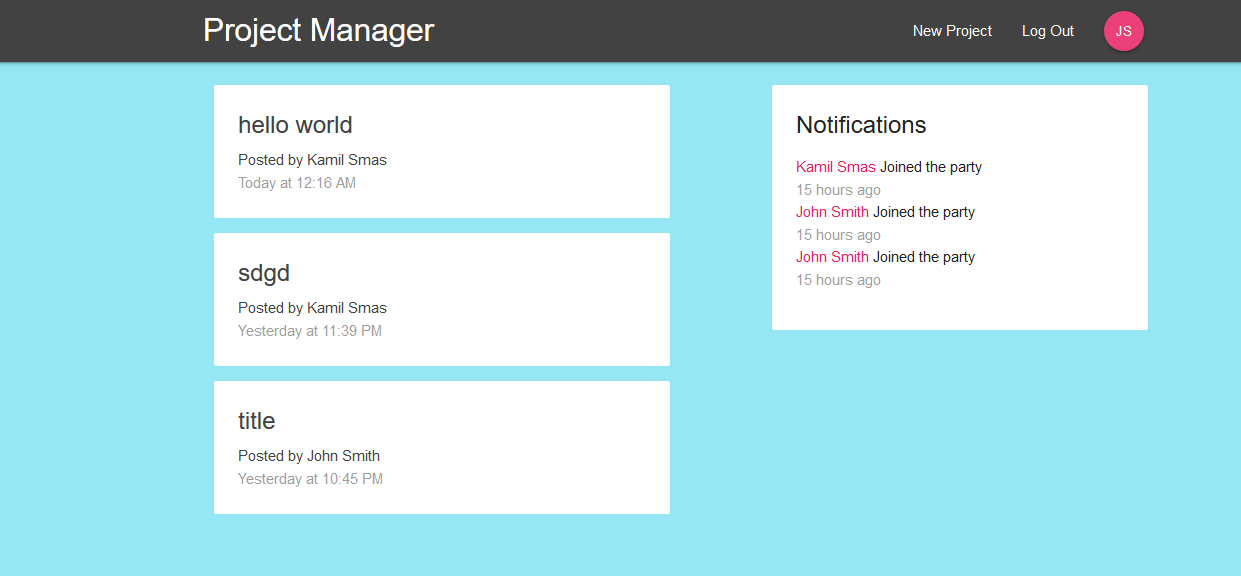 Project Manager
New Project
Log Out
JS
hello world
Posted by Kamil Smas
Today at 12:16 AM
sdgd
Posted by Kamil Smas
Yesterday at 11:39 PM
title
Posted by John Smith
Yesterday at 10:45 PM
Notifications
Kamil Smas Joined the party
15 hours ago
John Smith Joined the party
15 hours ago
John Smith Joined the party
15 hours ago